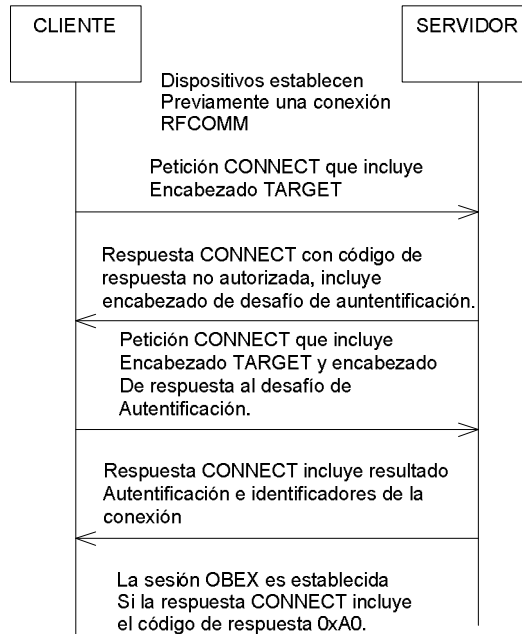 CLIENTE
SERVIDOR
Dispositivos establecen
Previamente una conexión
RFCOMM
Petición CONNECT que incluye
Encabezado TARGET
Respuesta CONNECT con código de
respuesta no autorizada, incluye
encabezado de desafío de auntentificación.
Petición CONNECT que incluye
Encabezado TARGET y encabezado
De respuesta al desafío de
Autentificación.
Respuesta CONNECT incluye resultado
Autentificación e identificadores de la
conexión
La sesión OBEX es establecida
Si la respuesta CONNECT incluye
el código de respuesta 0xA0.